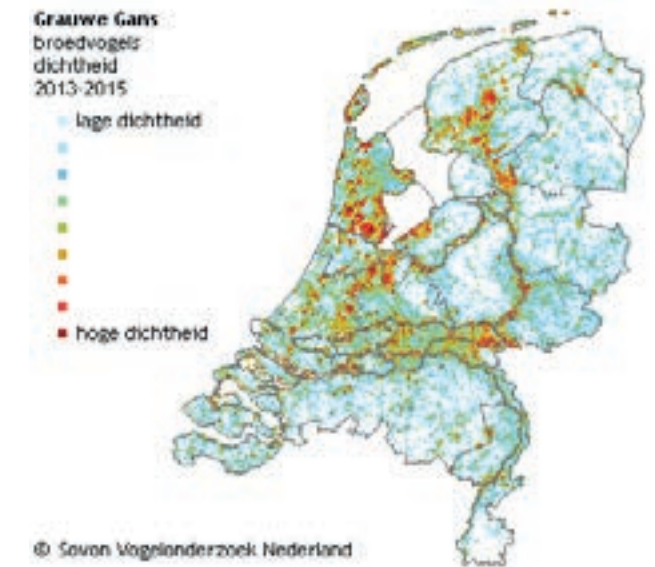 Grauwe Gans
broedvogels
dichtheid
2013-2015
lage dichtheid
hoge dichtheid
© Sovon Vogelonderzoek Nederland